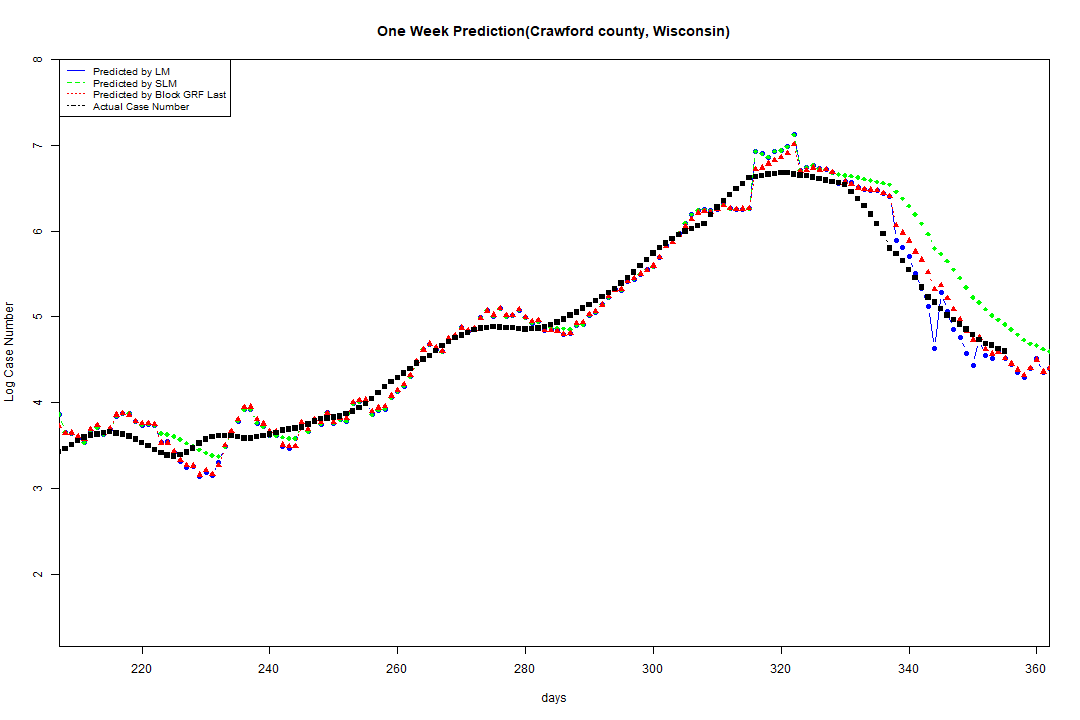 One Week Prediction(Crawford county, Wisconsin)
Predicted by LM
Predicted by SLM
Predicted by Block GRF Last
Actual Case Number
8
7
6
5
4
3
2
Log Case Number
220 240 260 280 300 320 340 360
days